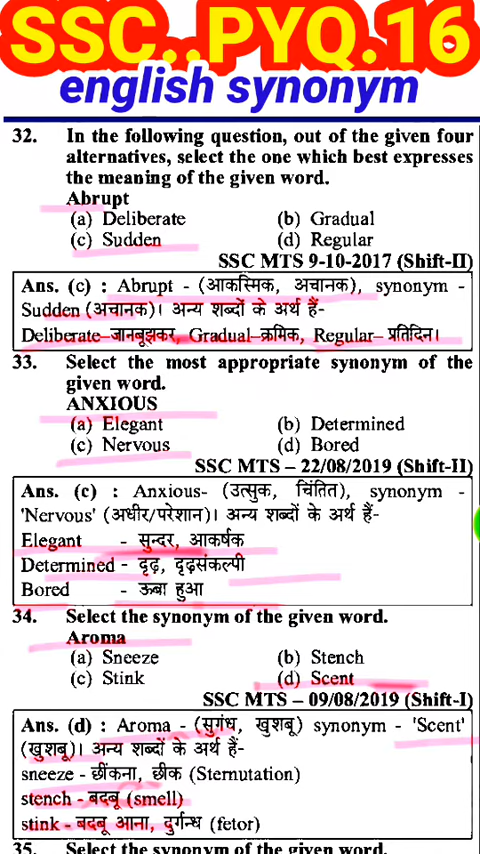 SSC..PYQ.16
english synonym
32. In the following question, out of the given four
alternatives, select the one which best expresses
the meaning of the given word.
Abrupt
(a) Deliberate (b) Gradual
(c) Sudden (d) Regular
SSC MTS 9-10-2017 (Shift-II)
Ans. (c) : Abrupt - (आकस्मिक, अचानक), synonym -
Sudden (अचानक)। अन्य शब्दों के अर्थ हैं-
Deliberate–जानबूझकर, Gradual–क्रमिक, Regular–प्रतिदिन।
33. Select the most appropriate synonym of the
given word.
ANXIOUS
(a) Elegant (b) Determined
(c) Nervous (d) Bored
SSC MTS – 22/08/2019 (Shift-II)
Ans. (c) : Anxious- (उत्सुक, चिंतित), synonym -
'Nervous' (अधीर/परेशान)। अन्य शब्दों के अर्थ हैं-
Elegant - सुन्दर, आकर्षक
Determined - दृढ़, दृढ़संकल्पी
Bored - ऊबा हुआ
34. Select the synonym of the given word.
Aroma
(a) Sneeze (b) Stench
(c) Stink (d) Scent
SSC MTS – 09/08/2019 (Shift-I)
Ans. (d) : Aroma - (सुगंध, खुशबू) synonym - 'Scent'
(खुशबू)। अन्य शब्दों के अर्थ हैं-
sneeze - छींकना, छीक (Sternutation)
stench - बदबू (smell)
stink - बदबू आना, दुर्गन्ध (fetor)
35. Select the synonym of the given word.